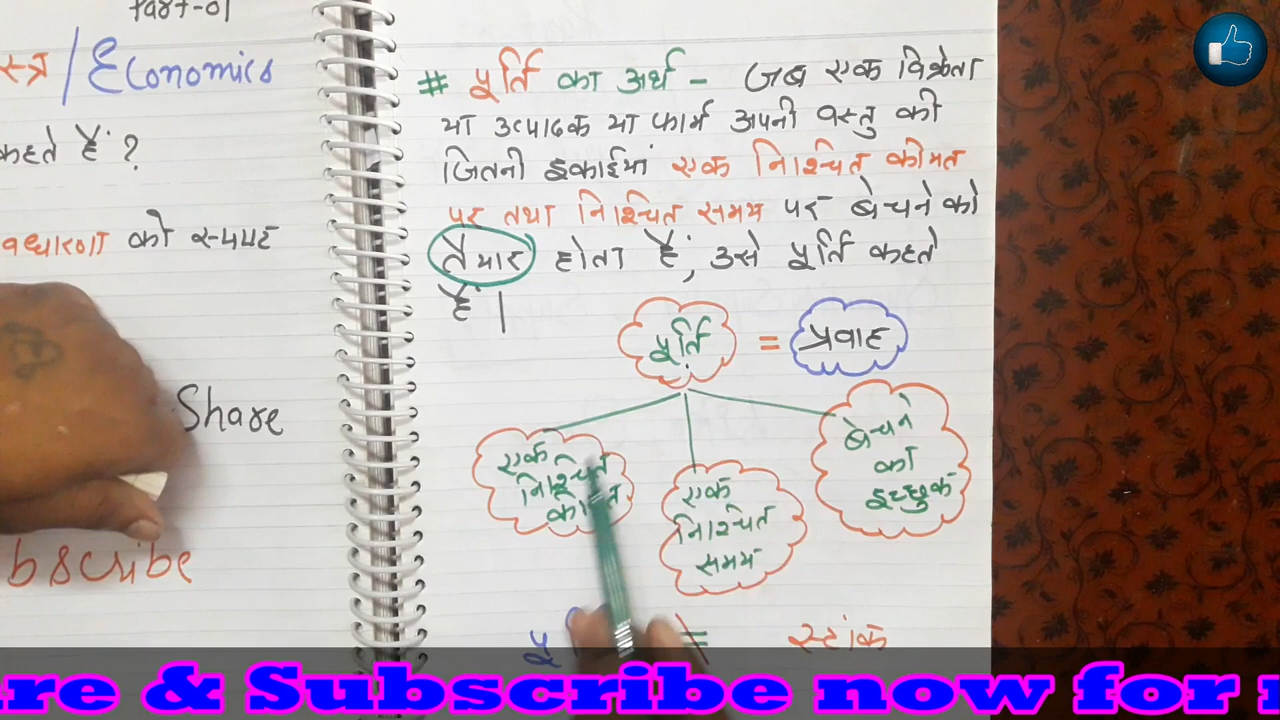 Part-01
स्त्र / Economics
कहते हैं ?
वधारणा को स्पष्ट
Share
bscribe
# पूर्ति का अर्थ - जब एक विक्रेता
या उत्पादक या फार्म अपनी वस्तु की
जितनी इकाईयां एक निश्चित कीमत
पर तथा निश्चित समय पर बेचने को
तैयार होता है, उसे पूर्ति कहते
हैं |
पूर्ति = प्रवाह
एक
निश्चित
एक
निश्चित
समय
बेचने
का
इच्छुक
स्टॉक
re & Subscribe now for